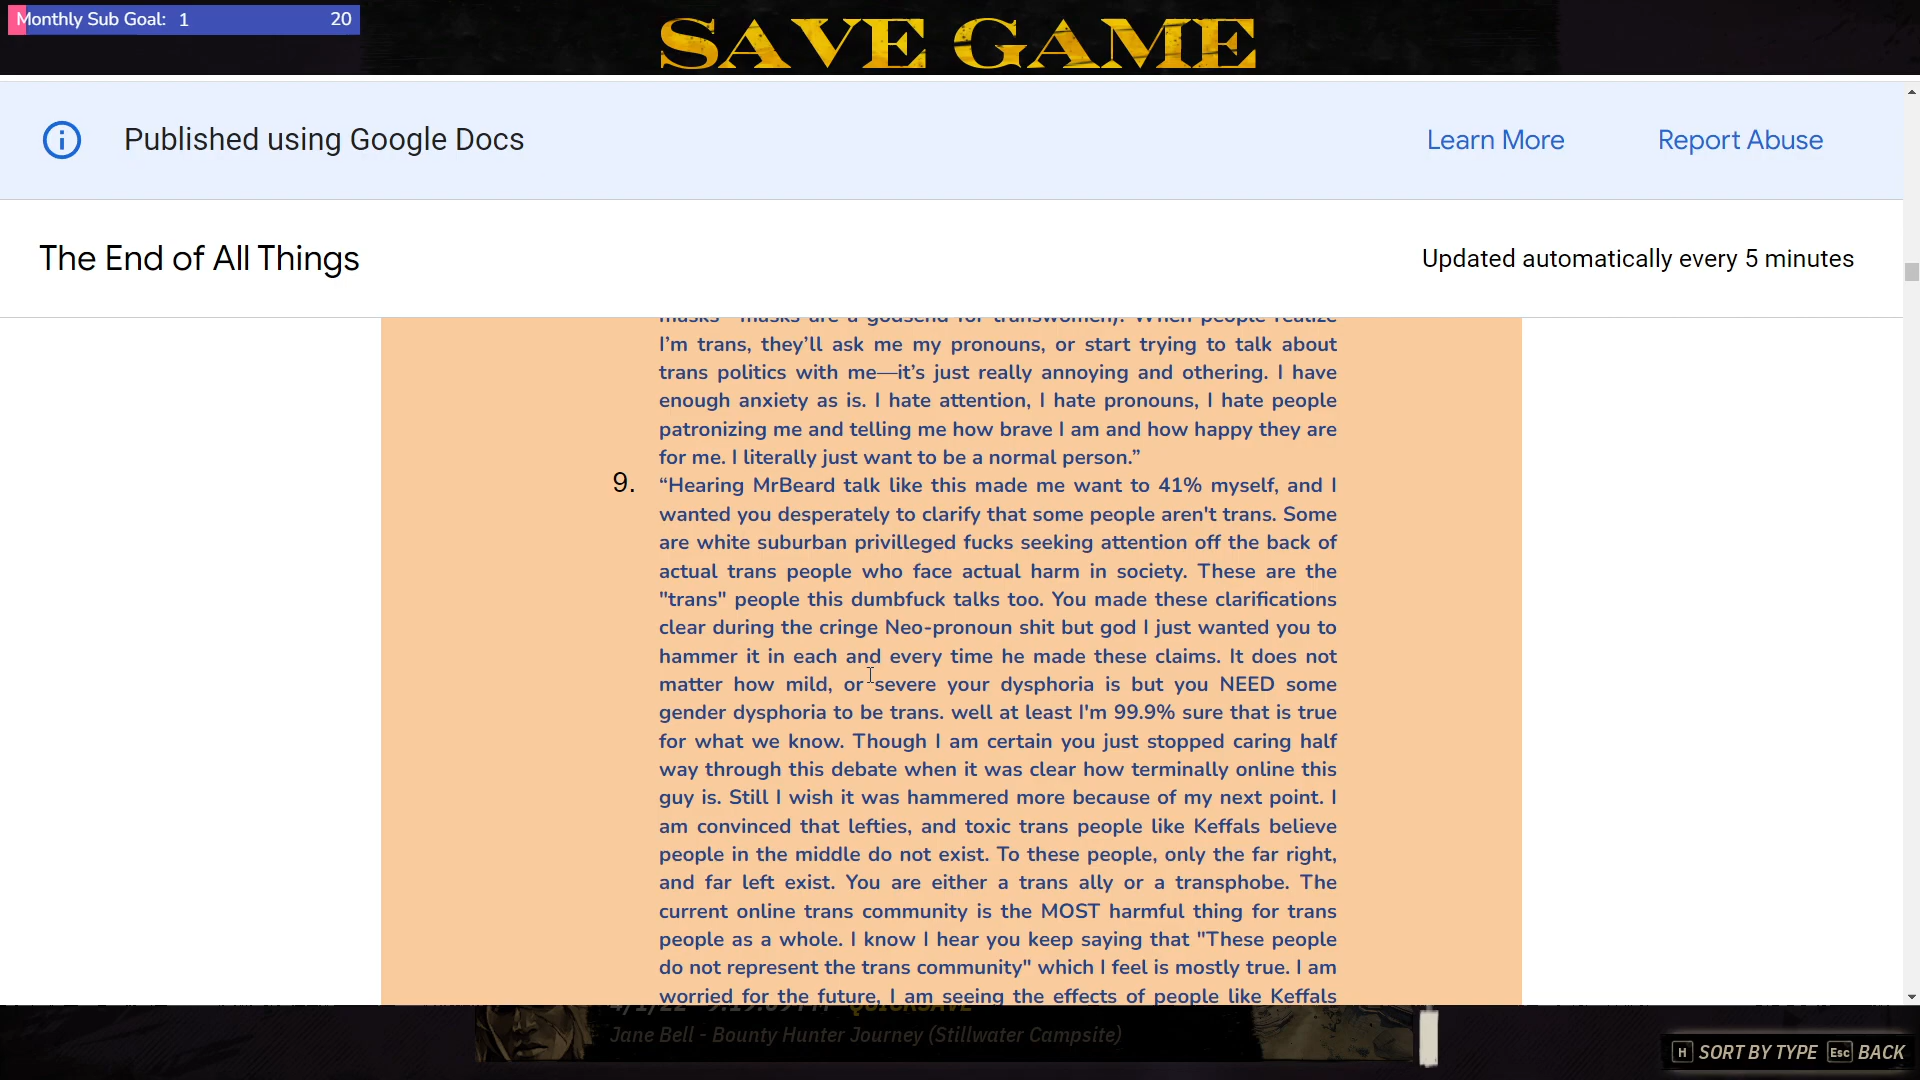 Monthly Sub Goal: 1 20
SAVE GAME
Published using Google Docs
Learn More
Report Abuse
The End of All Things
Updated automatically every 5 minutes
masks—masks are a godsend for transwomen). When people realize
I'm trans, they'll ask me my pronouns, or start trying to talk about
trans politics with me—it's just really annoying and othering. I have
enough anxiety as is. I hate attention, I hate pronouns, I hate people
patronizing me and telling me how brave I am and how happy they are
for me. I literally just want to be a normal person.”
9. “Hearing MrBeard talk like this made me want to 41% myself, and I
wanted you desperately to clarify that some people aren't trans. Some
are white suburban privilleged fucks seeking attention off the back of
actual trans people who face actual harm in society. These are the
"trans" people this dumbfuck talks too. You made these clarifications
clear during the cringe Neo-pronoun shit but god I just wanted you to
hammer it in each and every time he made these claims. It does not
matter how mild, or severe your dysphoria is but you NEED some
gender dysphoria to be trans. well at least I'm 99.9% sure that is true
for what we know. Though I am certain you just stopped caring half
way through this debate when it was clear how terminally online this
guy is. Still I wish it was hammered more because of my next point. I
am convinced that lefties, and toxic trans people like Keffals believe
people in the middle do not exist. To these people, only the far right,
and far left exist. You are either a trans ally or a transphobe. The
current online trans community is the MOST harmful thing for trans
people as a whole. I know I hear you keep saying that "These people
do not represent the trans community" which I feel is mostly true. I am
worried for the future, I am seeing the effects of people like Keffals
QUICKSAVE
Jane Bell - Bounty Hunter Journey (Stillwater Campsite)
H SORT BY TYPE Esc BACK